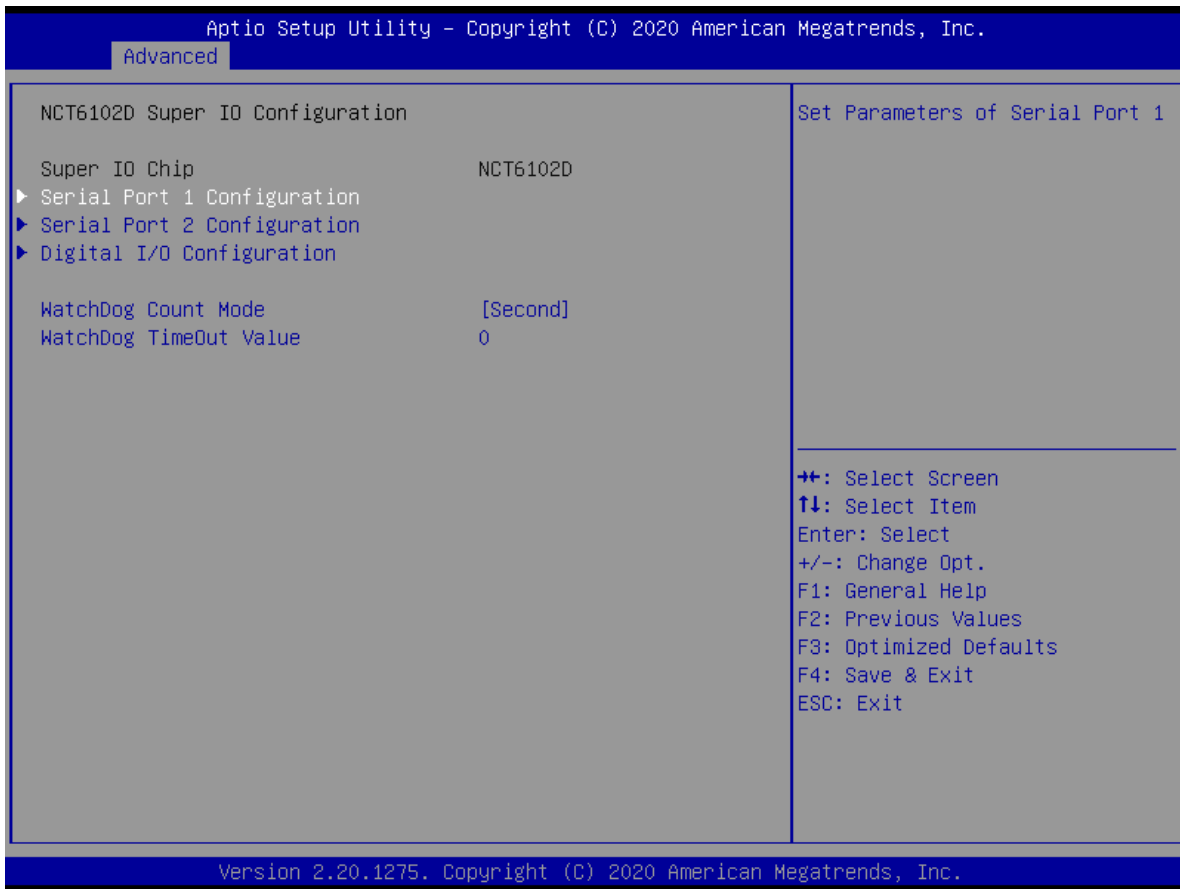 Aptio Setup Utility – Copyright (C) 2020 American Megatrends, Inc.
Advanced
NCT6102D Super IO Configuration
Super IO Chip NCT6102D
▶ Serial Port 1 Configuration
▶ Serial Port 2 Configuration
▶ Digital I/O Configuration
WatchDog Count Mode [Second]
WatchDog TimeOut Value 0
Set Parameters of Serial Port 1
→←: Select Screen
↑↓: Select Item
Enter: Select
+/-: Change Opt.
F1: General Help
F2: Previous Values
F3: Optimized Defaults
F4: Save & Exit
ESC: Exit
Version 2.20.1275. Copyright (C) 2020 American Megatrends, Inc.